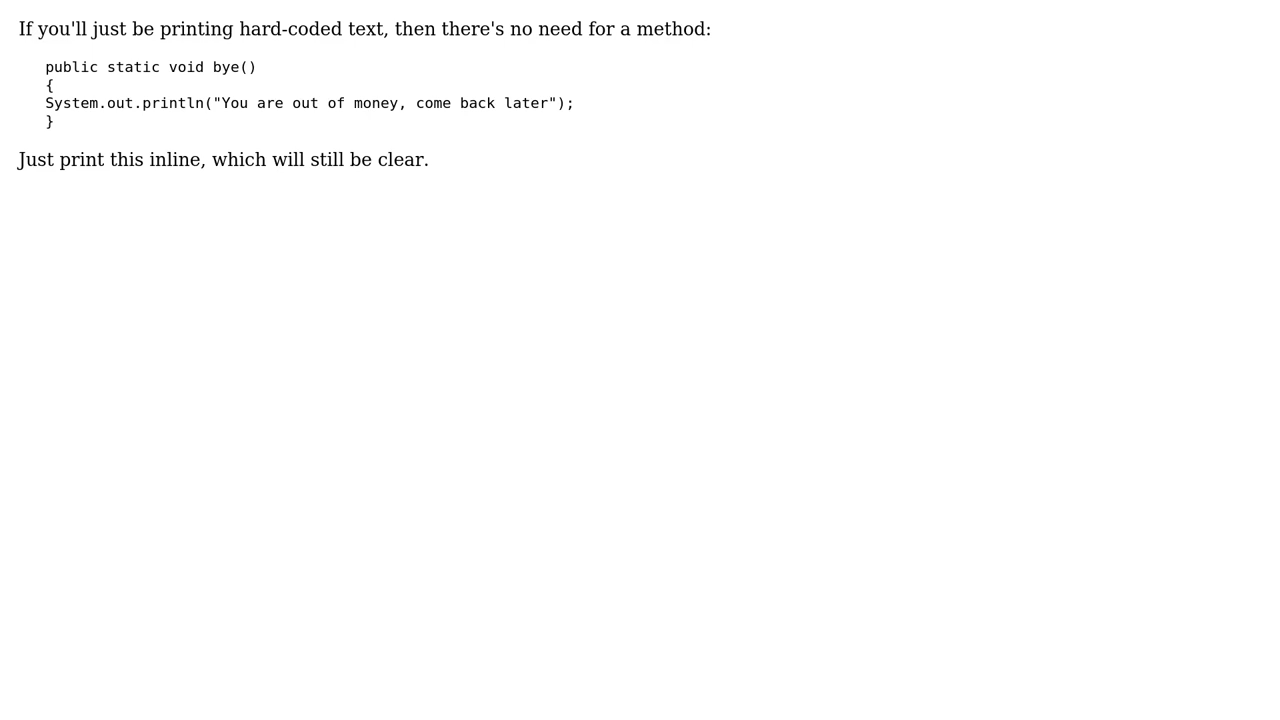 If you'll just be printing hard-coded text, then there's no need for a method:
public static void bye()
{
System.out.println("You are out of money, come back later");
}
Just print this inline, which will still be clear.